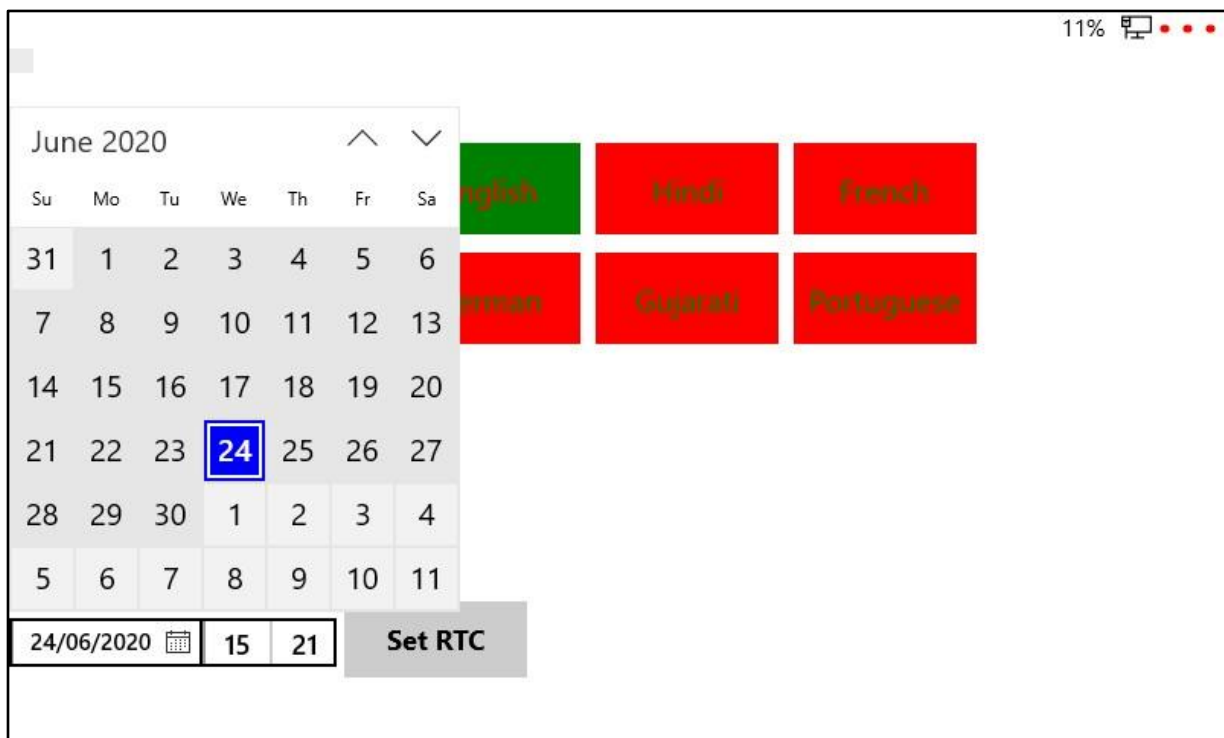 11%
June 2020
Su Mo Tu We Th Fr Sa
nglish Hindi French
31 1 2 3 4 5 6
erman Gujarati Portuguese
7 8 9 10 11 12 13
14 15 16 17 18 19 20
21 22 23 24 25 26 27
28 29 30 1 2 3 4
5 6 7 8 9 10 11
24/06/2020 15 21 Set RTC